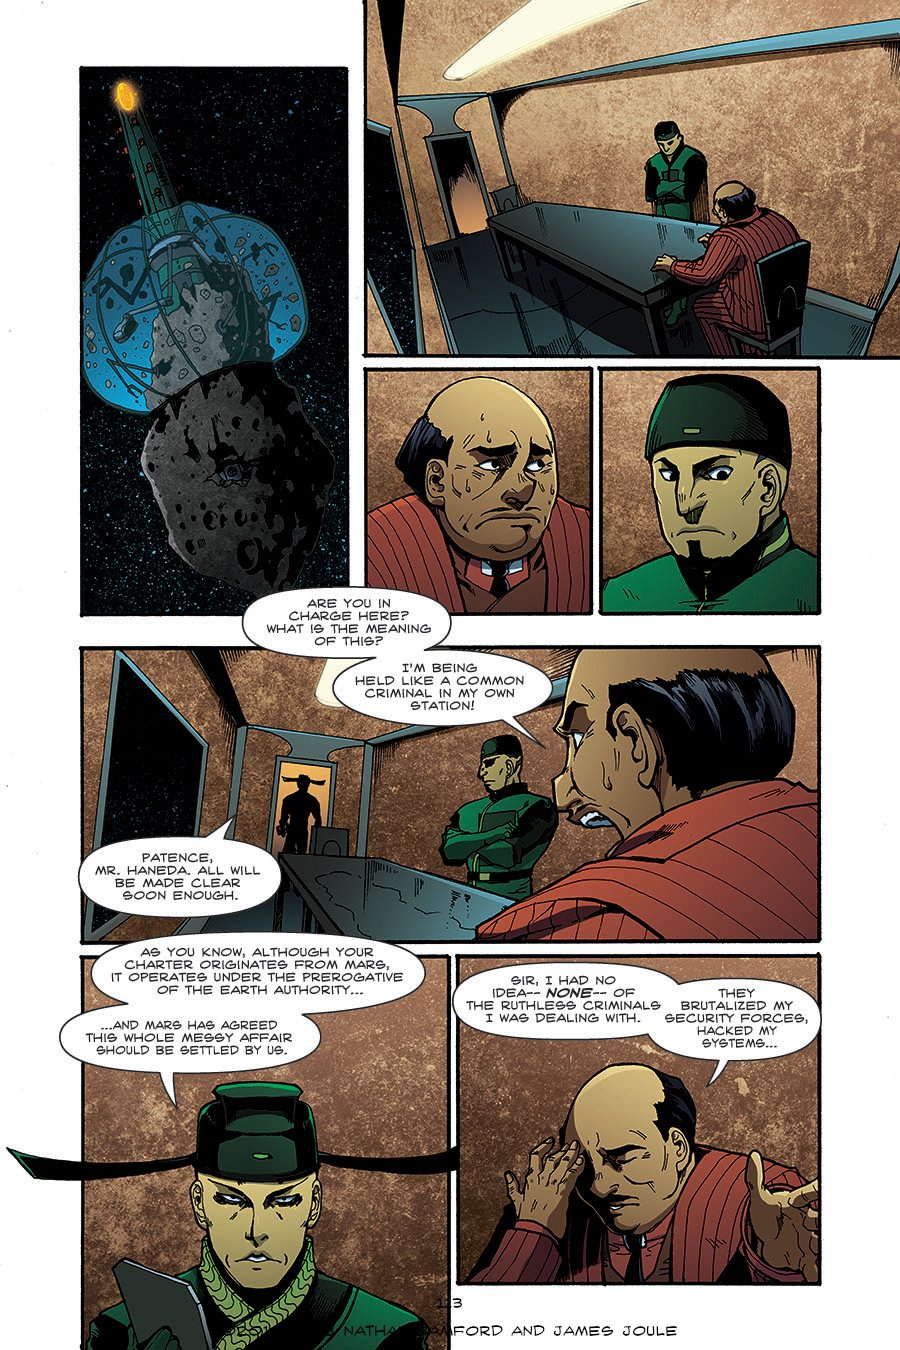 ARE YOU IN
CHARGE HERE?
WHAT IS THE MEANING
OF THIS?
I'M BEING
HELD LIKE A COMMON
CRIMINAL IN MY OWN
STATION!
PATENCE,
MR. HANEDA. ALL WILL
BE MADE CLEAR
SOON ENOUGH.
AS YOU KNOW, ALTHOUGH YOUR
CHARTER ORIGINATES FROM MARS,
IT OPERATES UNDER THE PREROGATIVE
OF THE EARTH AUTHORITY...
...AND MARS HAS AGREED
THIS WHOLE MESSY AFFAIR
SHOULD BE SETTLED BY US.
SIR, I HAD NO
IDEA-- NONE-- OF
THE RUTHLESS CRIMINALS
I WAS DEALING WITH.
THEY
BRUTALIZED MY
SECURITY FORCES,
HACKED MY
SYSTEMS...
113
AND JAMES JOULE